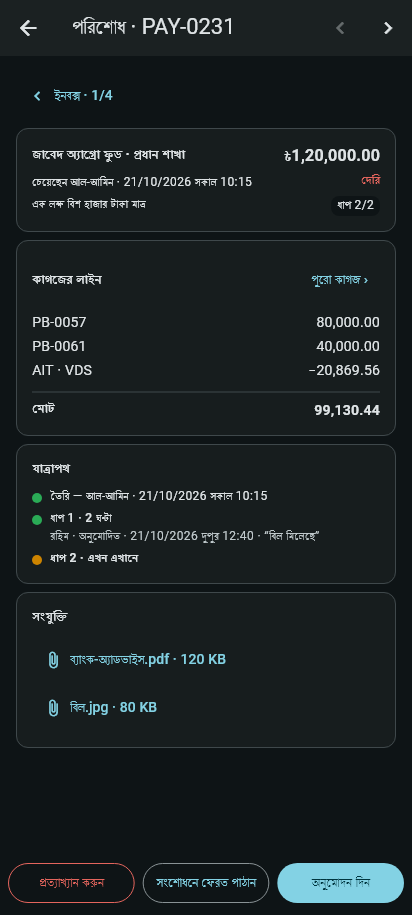 পরিশোধ · PAY-0231
ইনবক্স · 1/4
জাবেদ অ্যাগ্রো ফুড · প্রধান শাখা
৳1,20,000.00
চেয়েছেন আল-আমিন · 21/10/2026 সকাল 10:15
দেরি
এক লক্ষ বিশ হাজার টাকা মাত্র
ধাপ 2/2
কাগজের লাইন
পুরো কাগজ ›
PB-0057 80,000.00
PB-0061 40,000.00
AIT · VDS −20,869.56
মোট 99,130.44
যাত্রাপথ
তৈরি — আল-আমিন · 21/10/2026 সকাল 10:15
ধাপ 1 · 2 ঘণ্টা
রহিম · অনুমোদিত · 21/10/2026 দুপুর 12:40 · “বিল মিলেছে”
ধাপ 2 · এখন এখানে
সংযুক্তি
ব্যাংক-অ্যাডভাইস.pdf · 120 KB
বিল.jpg · 80 KB
প্রত্যাখ্যান করুন
সংশোধনে ফেরত পাঠান
অনুমোদন দিন